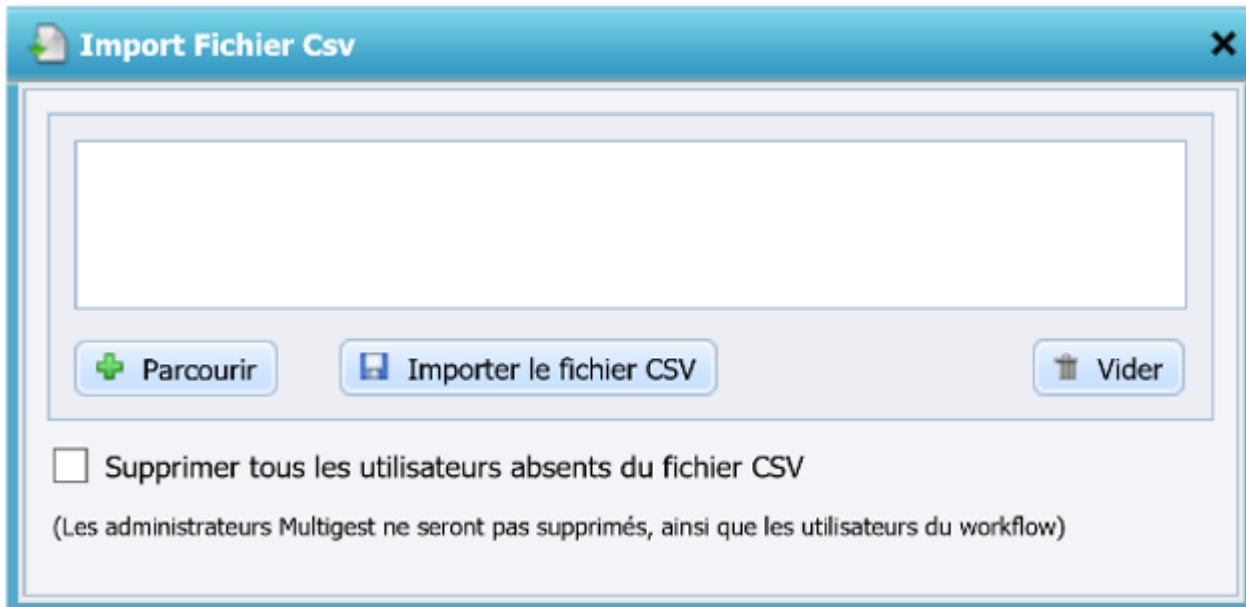 Import Fichier Csv
Parcourir
Importer le fichier CSV
Vider
Supprimer tous les utilisateurs absents du fichier CSV
(Les administrateurs Multigest ne seront pas supprimés, ainsi que les utilisateurs du workflow)